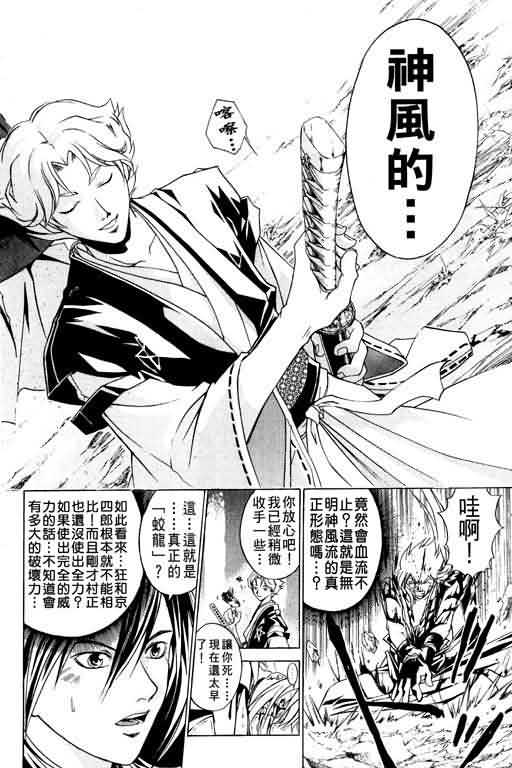 神風的…
喀嚓…
哇啊！
竟然會血流不
止？這就是無
明神風流的真
正形態嗎…？
你放心吧！
我已經稍微
收手一些…
讓你死……
現在還太早
了！
這…這就是
……真正的
「蛟龍」？
如此看來…狂和京
四郎根本就不能相
比！而且剛才村正
也還沒使出全力？
如果使出完全的威
力的話…不知道會
有多大的破壞力…